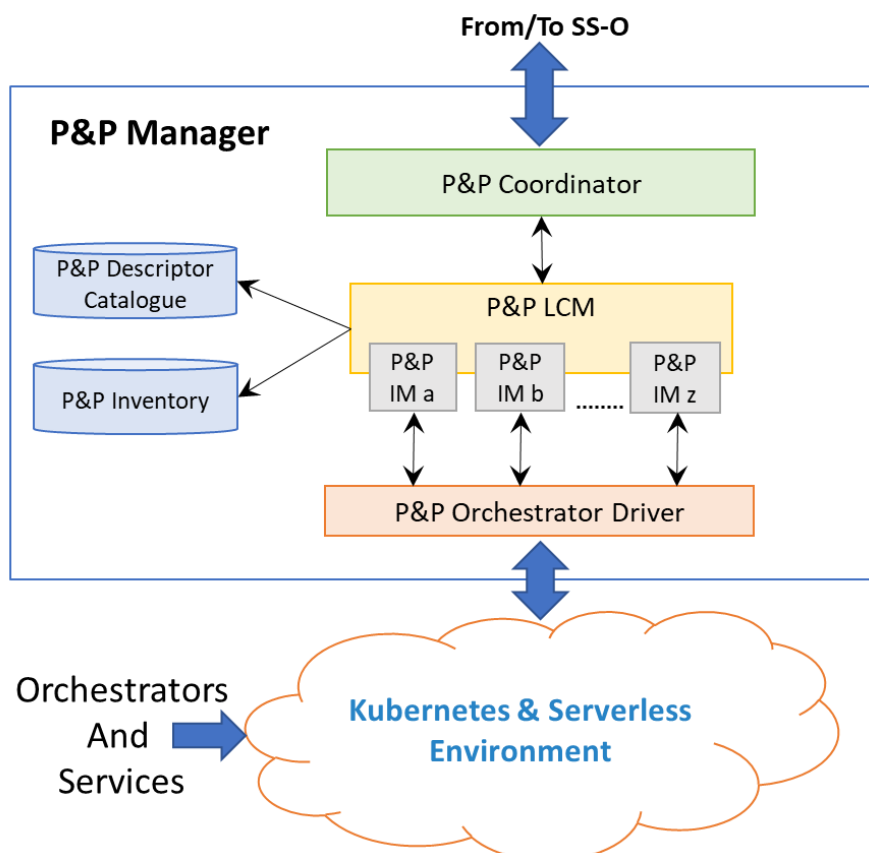 From/To SS-O
P&P Manager
P&P Coordinator
P&P Descriptor
Catalogue
P&P LCM
P&P
IM a
P&P
IM b
........
P&P
IM z
P&P Inventory
P&P Orchestrator Driver
Orchestrators
And
Services
Kubernetes & Serverless
Environment